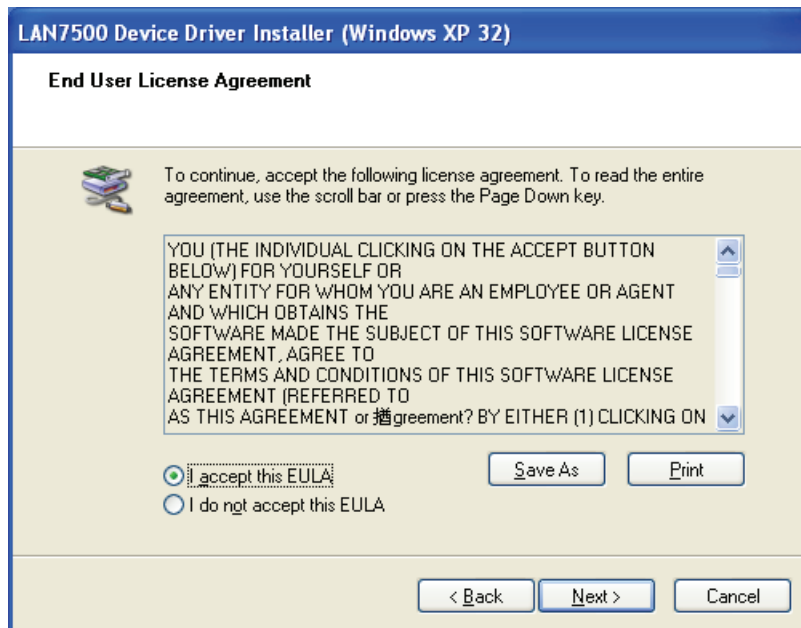 LAN7500 Device Driver Installer (Windows XP 32)
End User License Agreement
To continue, accept the following license agreement. To read the entire
agreement, use the scroll bar or press the Page Down key.
YOU (THE INDIVIDUAL CLICKING ON THE ACCEPT BUTTON
BELOW) FOR YOURSELF OR
ANY ENTITY FOR WHOM YOU ARE AN EMPLOYEE OR AGENT
AND WHICH OBTAINS THE
SOFTWARE MADE THE SUBJECT OF THIS SOFTWARE LICENSE
AGREEMENT, AGREE TO
THE TERMS AND CONDITIONS OF THIS SOFTWARE LICENSE
AGREEMENT (REFERRED TO
AS THIS AGREEMENT or 揂greement? BY EITHER (1) CLICKING ON
I accept this EULA
Save As
Print
I do not accept this EULA
< Back
Next >
Cancel